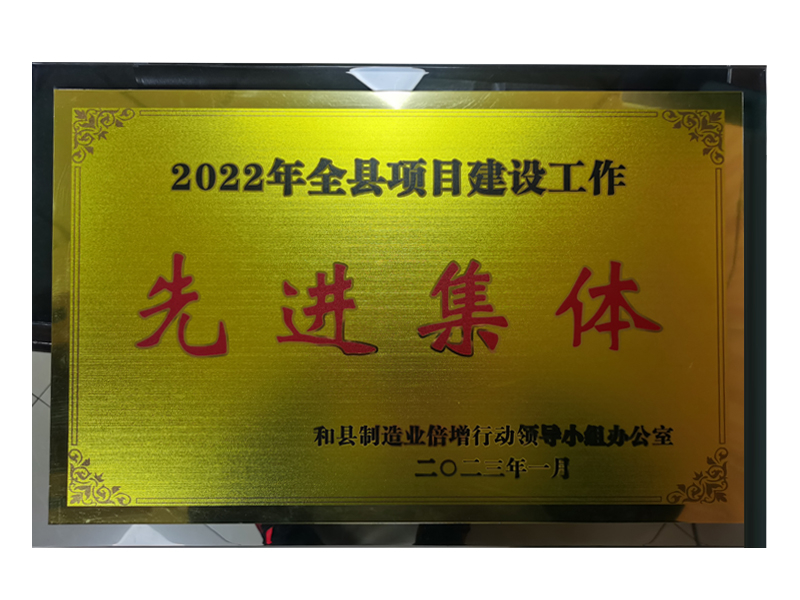 2022年全县项目建设工作
先进集体
和县制造业倍增行动领导小组办公室
二〇二三年一月